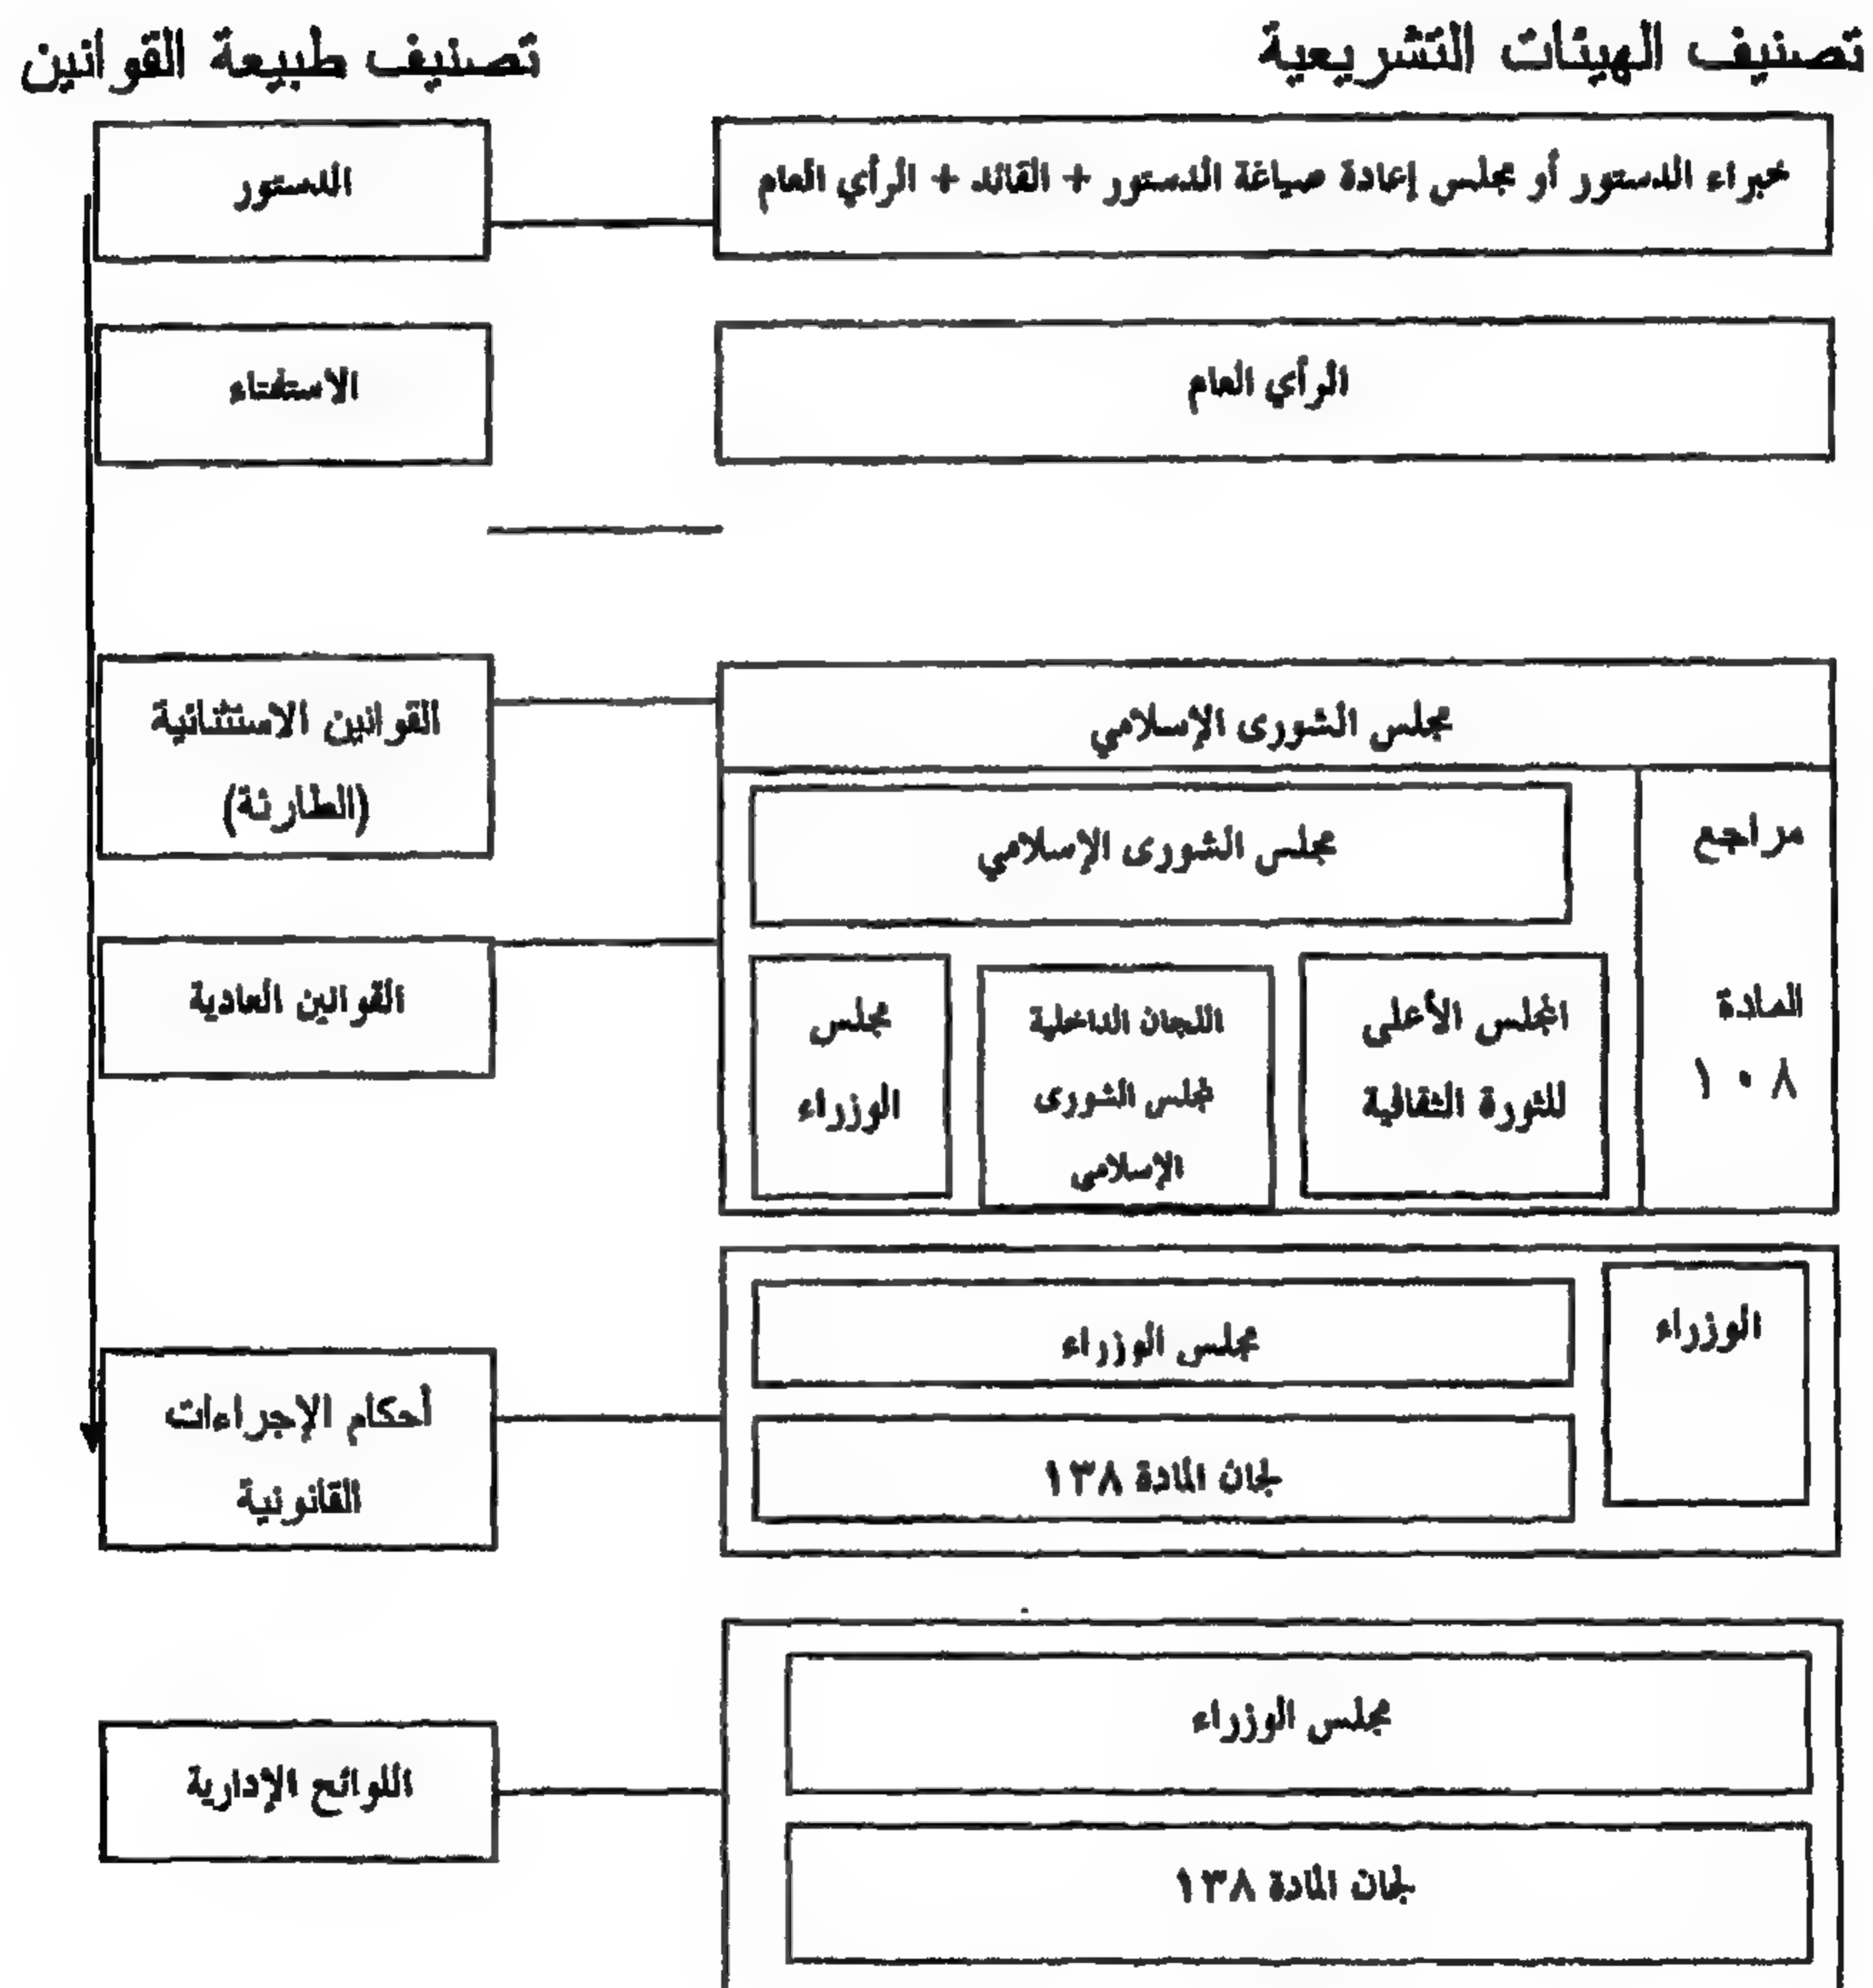 تصنيف الهيئات التشريعية
تصنيف طبيعة القوانين
خبراء الدستور أو مجلس إعادة صياغة الدستور + القائد + الرأي العام
الدستور
الرأي العام
الاستفتاء
مجلس الشورى الإسلامي
القوانين الاستثنائية
(الطارئة)
مراجع
المادة
١٠٨
مجلس الشورى الإسلامي
المجلس الأعلى
للثورة الثقافية
اللجان الداخلية
لمجلس الشورى
الإسلامي
مجلس
الوزراء
القوانين العادية
الوزراء
مجلس الوزراء
لجان المادة ١٣٨
أحكام الإجراءات
القانونية
مجلس الوزراء
لجان المادة ١٣٨
اللوائح الإدارية